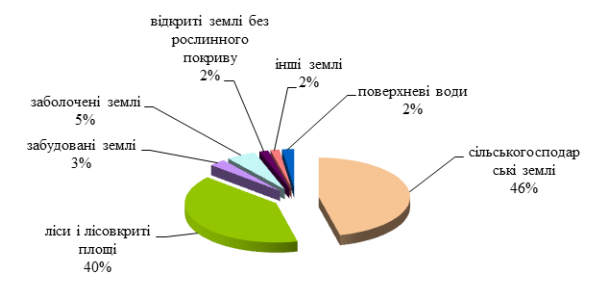 відкриті землі без
рослинного
покриву
2%
інші землі
2%
поверхневі води
2%
заболочені землі
5%
забудовані землі
3%
сільськогосподар
ські землі
46%
ліси і лісовкриті
площі
40%